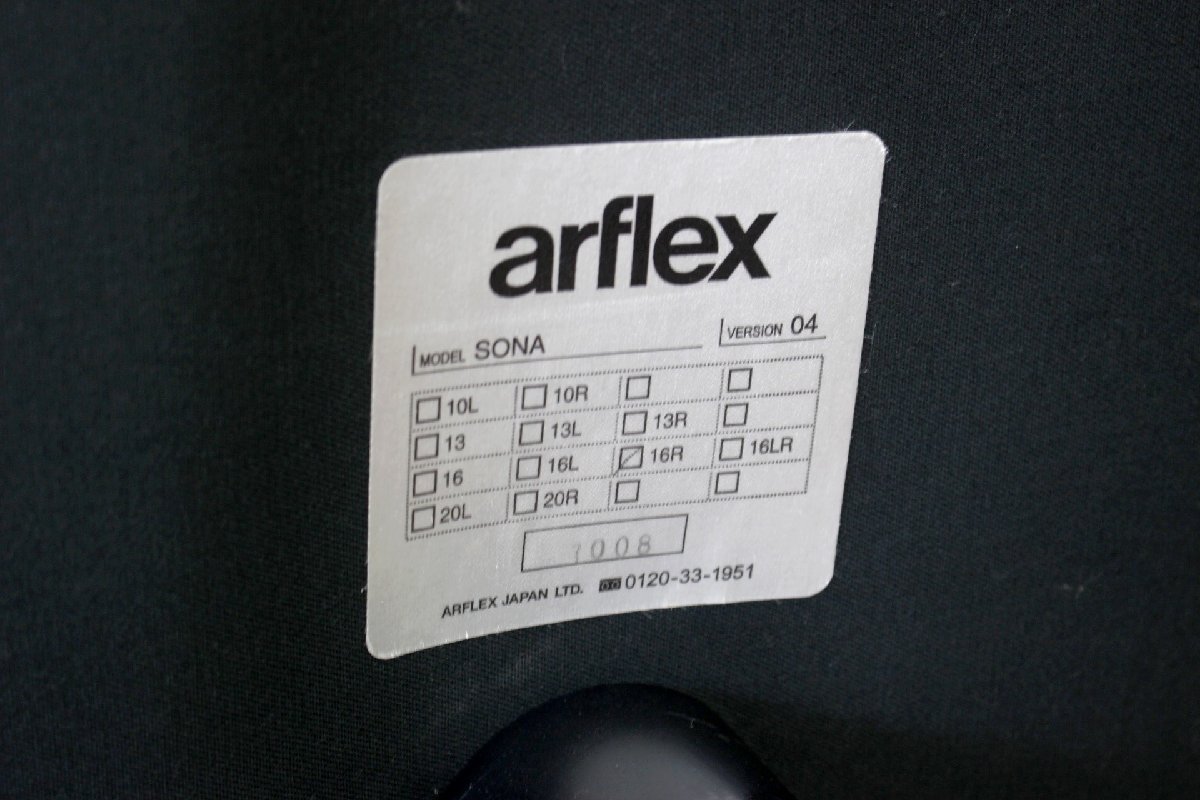 arflex
MODEL SONA VERSION 04
☐ 10L ☐ 10R ☐ ☐
☐ 13 ☐ 13L ☐ 13R ☐
☐ 16 ☐ 16L ☑ 16R ☐ 16LR
☐ 20L ☐ 20R ☐ ☐
ARFLEX JAPAN LTD. 0120-33-1951